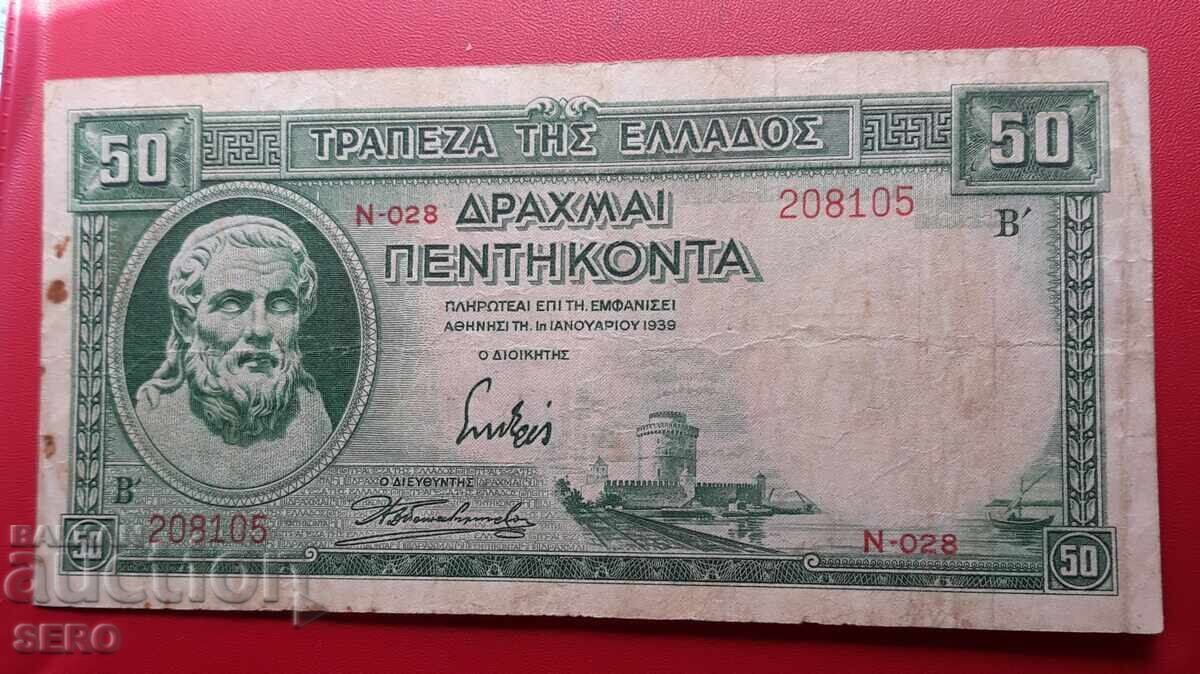 50 ΤΡΑΠΕΖΑ ΤΗΣ ΕΛΛΑΔΟΣ 50
N-028 ΔΡΑΧΜΑΙ 208105
Β΄
ΠΕΝΤΗΚΟΝΤΑ
ΠΛΗΡΩΤΕΑΙ ΕΠΙ ΤΗ. ΕΜΦΑΝΙΣΕΙ
ΑΘΗΝΗΣΙ ΤΗ. 1η ΙΑΝΟΥΑΡΙΟΥ 1939
Ο ΔΙΟΙΚΗΤΗΣ
Ο ΔΙΕΥΘΥΝΤΗΣ
Β΄
208105
N-028
50 50
auction
SERO